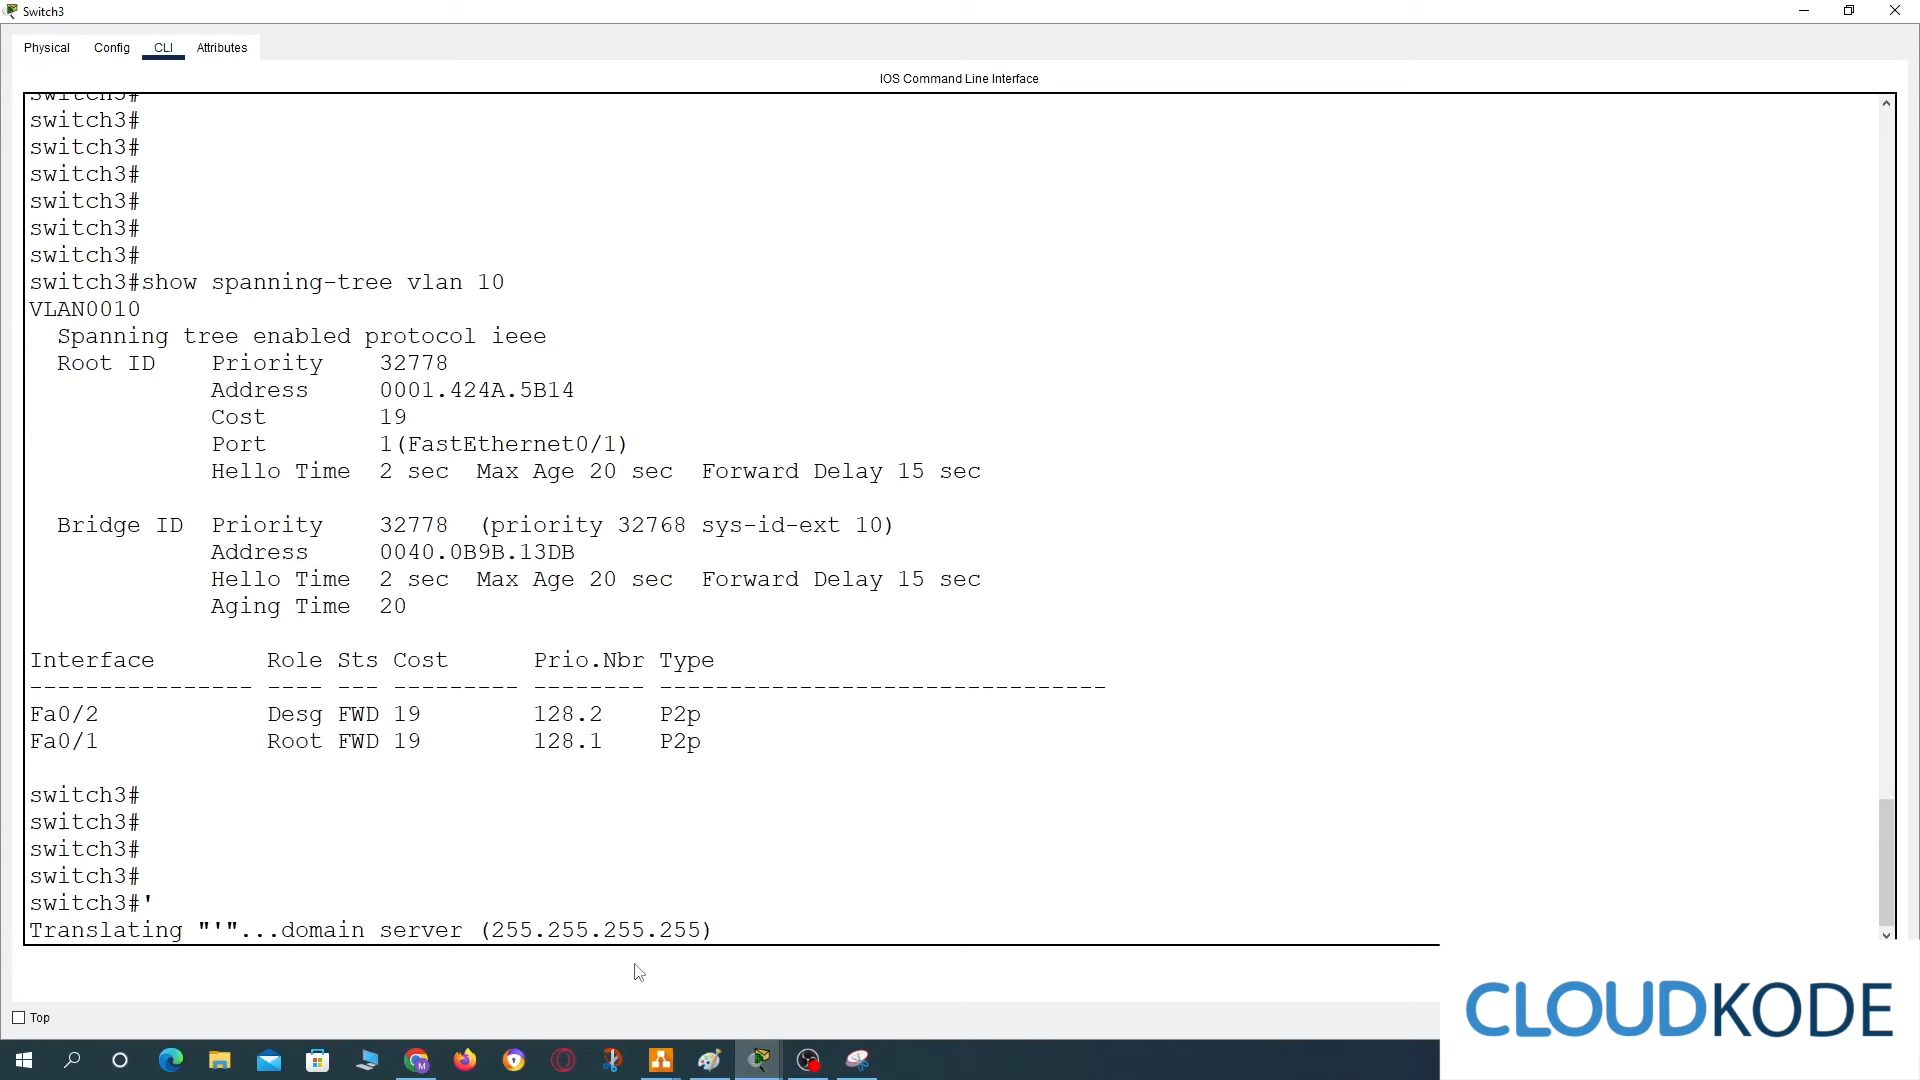 Switch3
Physical Config CLI Attributes
IOS Command Line Interface
switch3#
switch3#
switch3#
switch3#
switch3#
switch3#
switch3#
switch3#show spanning-tree vlan 10
VLAN0010
Spanning tree enabled protocol ieee
Root ID Priority 32778
Address 0001.424A.5B14
Cost 19
Port 1(FastEthernet0/1)
Hello Time 2 sec Max Age 20 sec Forward Delay 15 sec
Bridge ID Priority 32778 (priority 32768 sys-id-ext 10)
Address 0040.0B9B.13DB
Hello Time 2 sec Max Age 20 sec Forward Delay 15 sec
Aging Time 20
Interface Role Sts Cost Prio.Nbr Type
---------------- ---- --- --------- -------- --------------------------------
Fa0/2 Desg FWD 19 128.2 P2p
Fa0/1 Root FWD 19 128.1 P2p
switch3#
switch3#
switch3#
switch3#
switch3#'
Translating "'"...domain server (255.255.255.255)
Top
CLOUDKODE